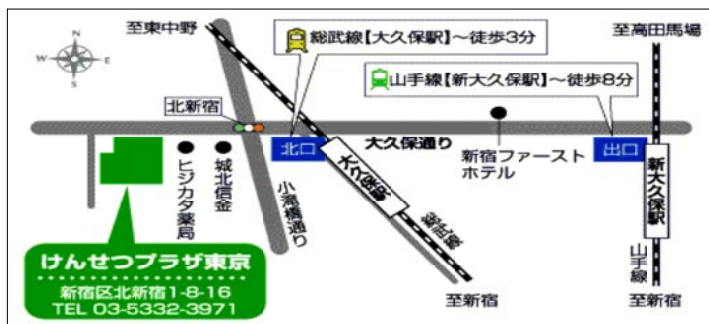 至東中野
総武線【大久保駅】〜徒歩3分
至高田馬場
N
W
E
S
山手線【新大久保駅】〜徒歩8分
北新宿
大久保通り
北口
新宿ファースト
ホテル
出口
ヒジカタ薬局
城北信金
小滝橋通り
大久保駅
総武線
新大久保駅
山手線
けんせつプラザ東京
新宿区北新宿1-8-16
TEL 03-5332-3971
至新宿
至新宿